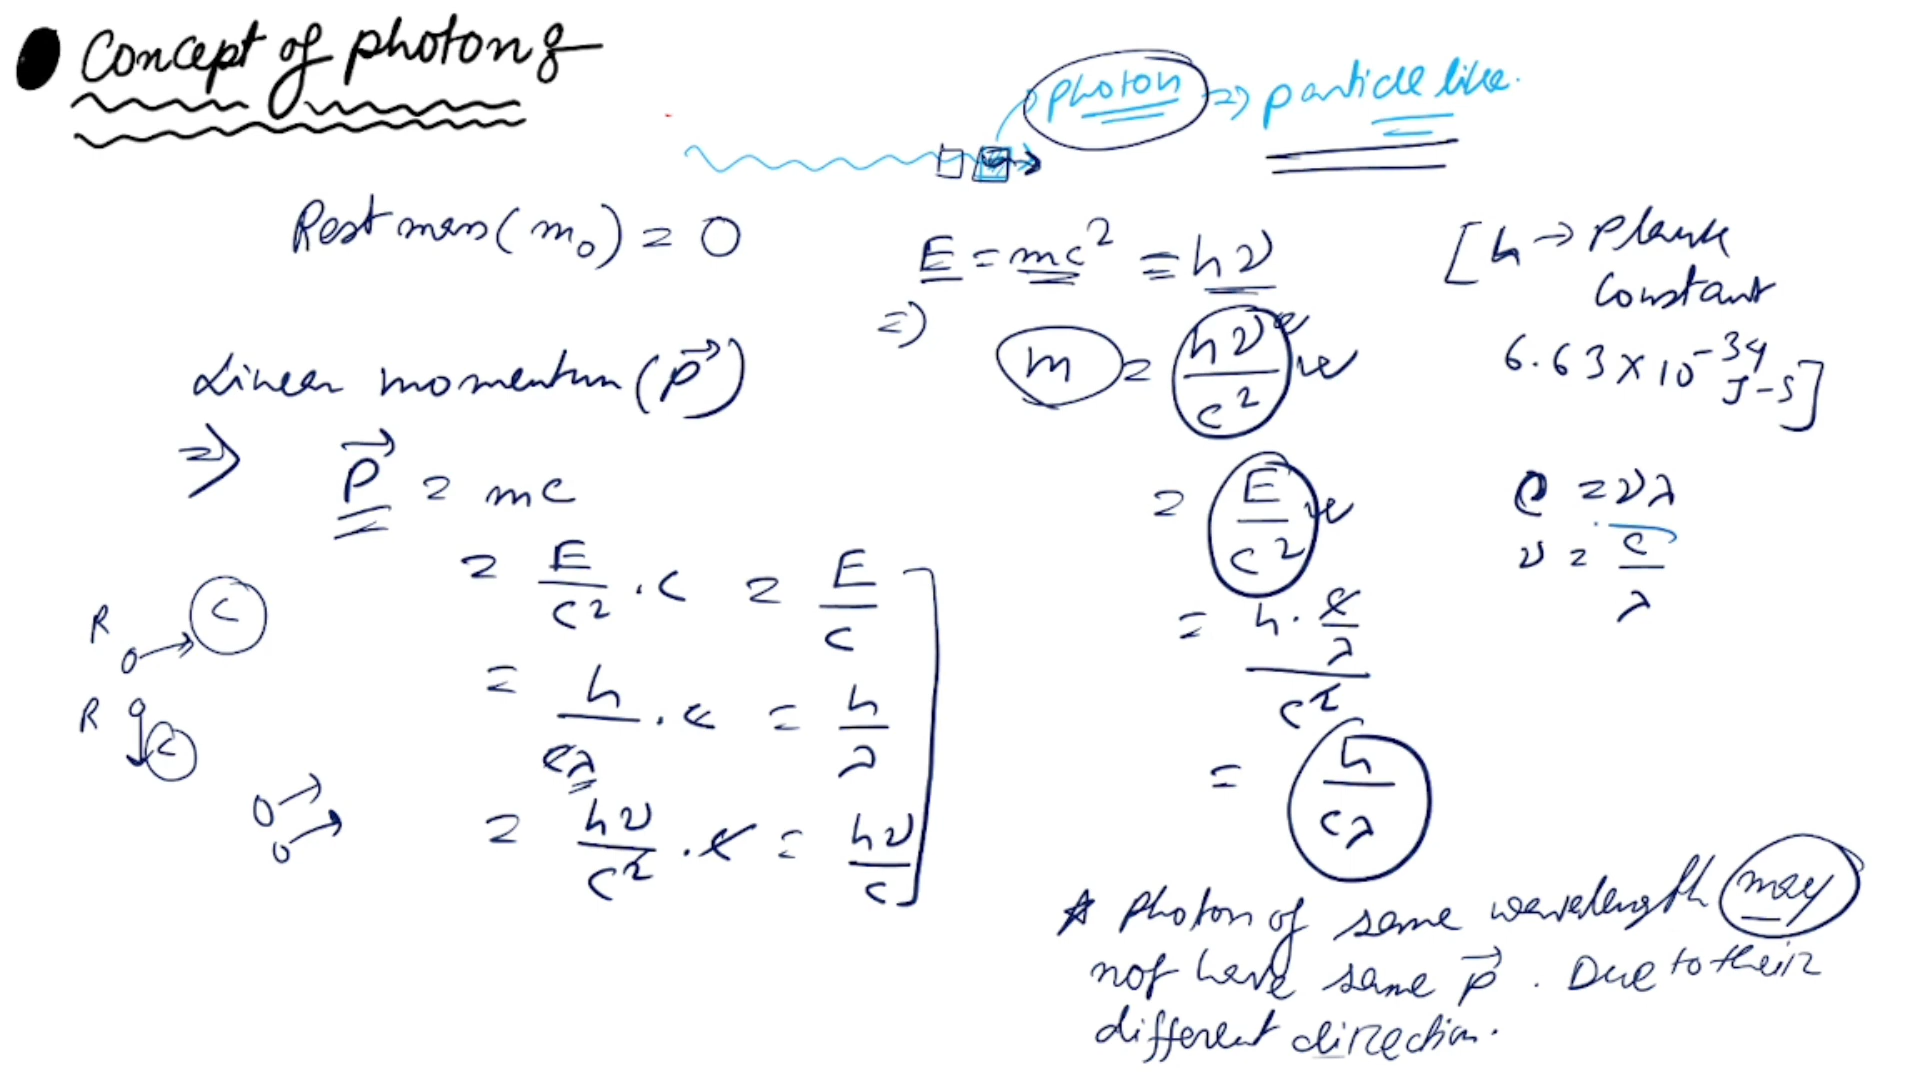 Concept of photon :-
photon => particle like.
Rest mass (m₀) = 0
E = mc² = hν
[h → Plank
constant
6.63 × 10⁻³⁴
J-s]
=> m = hν/c²
= E/c²
c = νλ
ν = c/λ
= h · c/λ / c²
= h/cλ
Linear momentum (p⃗)
=> p⃗ = mc
= E/c² · c = E/c
= h/cλ · c = h/λ
= hν/c² · c = hν/c
R C
R C
* Photon of same wavelength may
not have same p⃗ . Due to their
different direction.